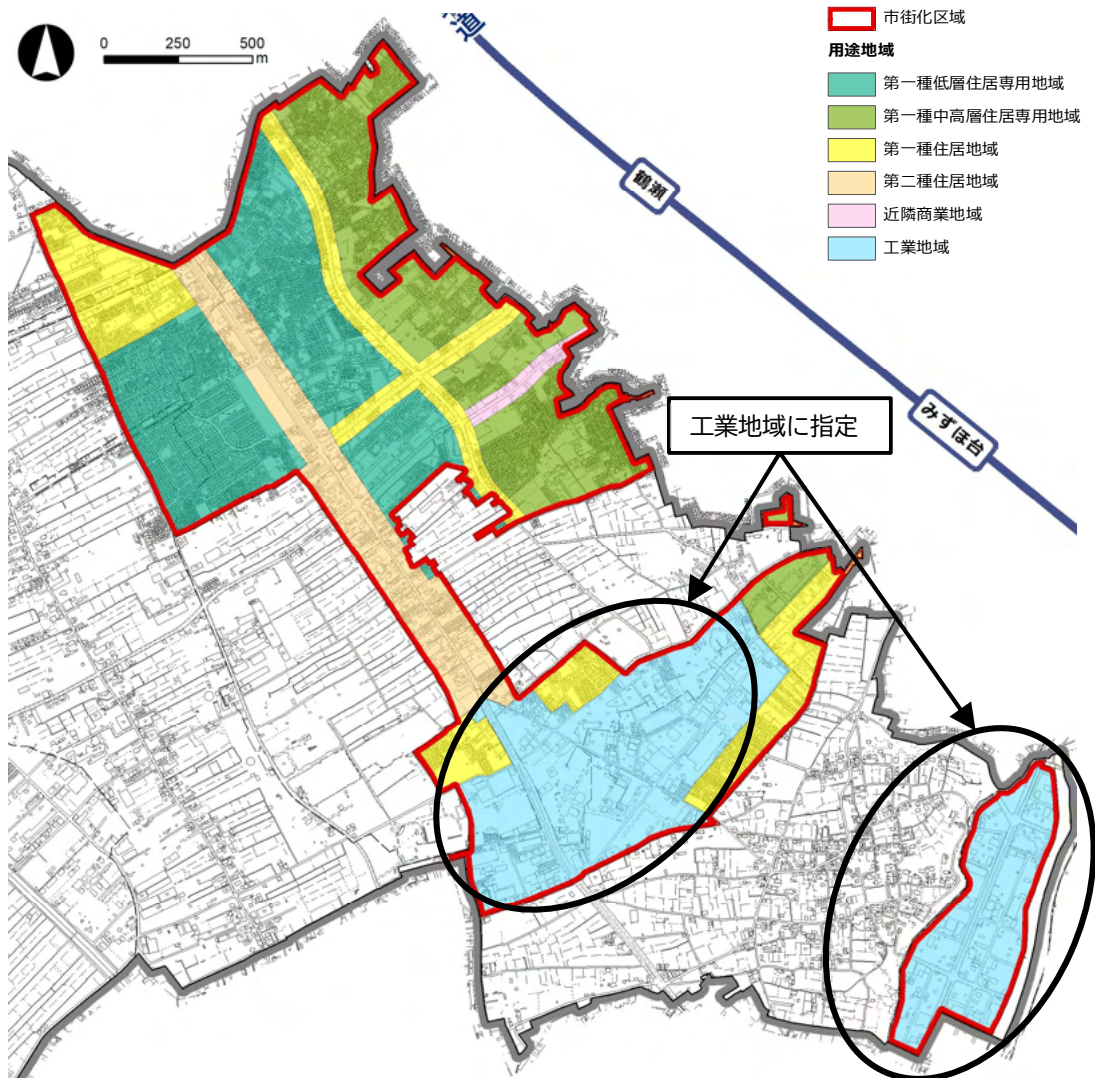 0 250 500
m
道
市街化区域
用途地域
第一種低層住居専用地域
第一種中高層住居専用地域
第一種住居地域
第二種住居地域
近隣商業地域
工業地域
鶴瀬
みずほ台
工業地域に指定